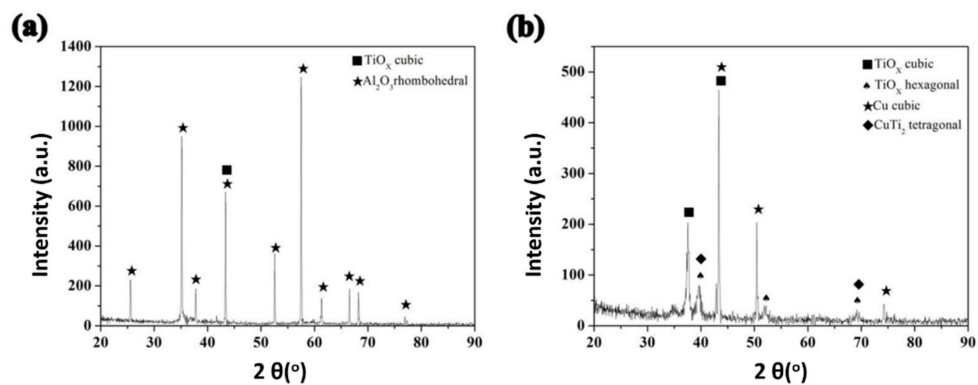 (a)
1400
1200
1000
800
600
400
200
0
Intensity (a.u.)
■ TiOX cubic
★ Al2O3rhombohedral
20 30 40 50 60 70 80 90
2 θ(o)
(b)
500
400
300
200
100
0
Intensity (a.u.)
■ TiOX cubic
♠ TiOX hexagonal
★ Cu cubic
◆ CuTi2 tetragonal
20 30 40 50 60 70 80 90
2 θ(o)